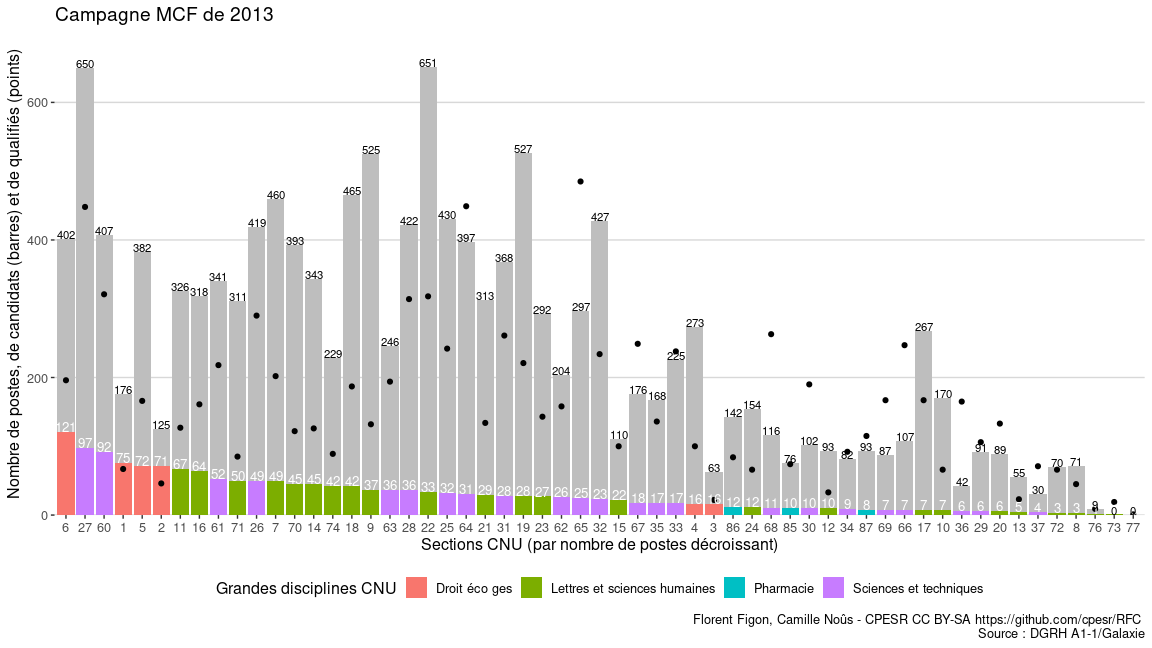 Campagne MCF de 2013
Nombre de postes, de candidats (barres) et de qualifiés (points)
600
400
200
0
402 650 407 176 382 125 326 318 341 311 419 460 393 343 229 465 525 246 422 651 430 397 313 368 527 292 204 297 427 110 176 168 225 273 63 142 154 116 76 102 93 82 93 87 107 267 170 42 91 89 55 30 70 71 9 0 0
121 97 92 75 72 71 67 64 52 50 49 49 45 45 42 42 37 36 36 33 32 31 29 28 28 27 26 25 23 22 18 17 17 16 16 12 12 11 10 10 10 9 8 7 7 7 7 6 6 6 5 4 3 3
6 27 60 1 5 2 11 16 61 71 26 7 70 14 74 18 9 63 28 22 25 64 21 31 19 23 62 65 32 15 67 35 33 4 3 86 24 68 85 30 12 34 87 69 66 17 10 36 29 20 13 37 72 8 76 73 77
Sections CNU (par nombre de postes décroissant)
Grandes disciplines CNU Droit éco ges Lettres et sciences humaines Pharmacie Sciences et techniques
Florent Figon, Camille Noûs - CPESR CC BY-SA https://github.com/cpesr/RFC
Source : DGRH A1-1/Galaxie